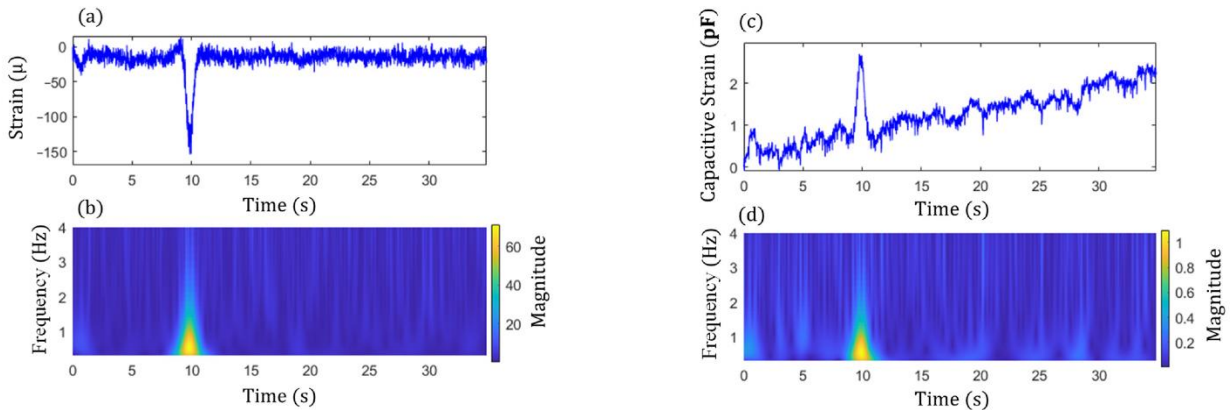 (a)
Strain (μ)
0
−50
−100
−150
0 5 10 15 20 25 30
Time (s)
(b)
Frequency (Hz)
4
3
2
1
0 5 10 15 20 25 30
Time (s)
60
40
20
Magnitude
(c)
Capacitive Strain (pF)
2
1
0
0 5 10 15 20 25 30
Time (s)
(d)
Frequency (Hz)
4
3
2
1
0 5 10 15 20 25 30
Time (s)
1
0.8
0.6
0.4
0.2
Magnitude